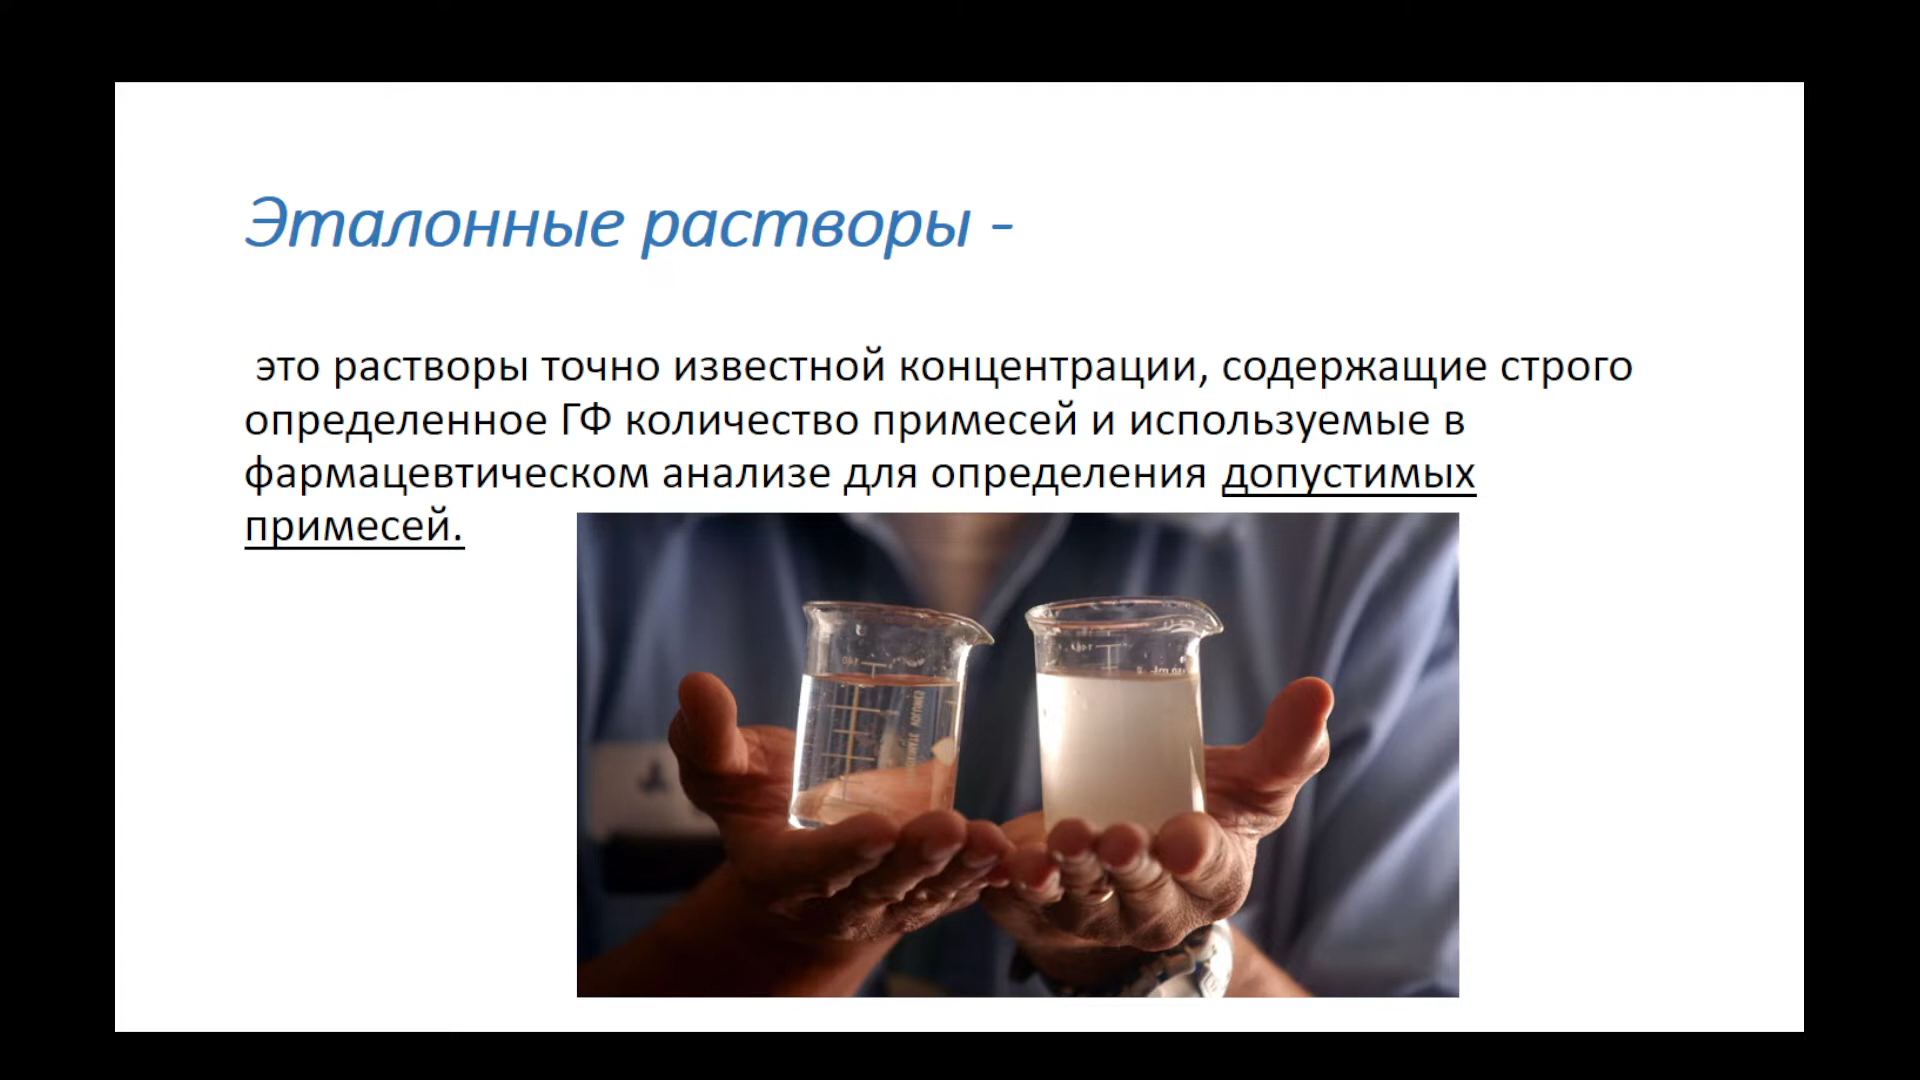 Эталонные растворы -
это растворы точно известной концентрации, содержащие строго
определенное ГФ количество примесей и используемые в
фармацевтическом анализе для определения допустимых
примесей.